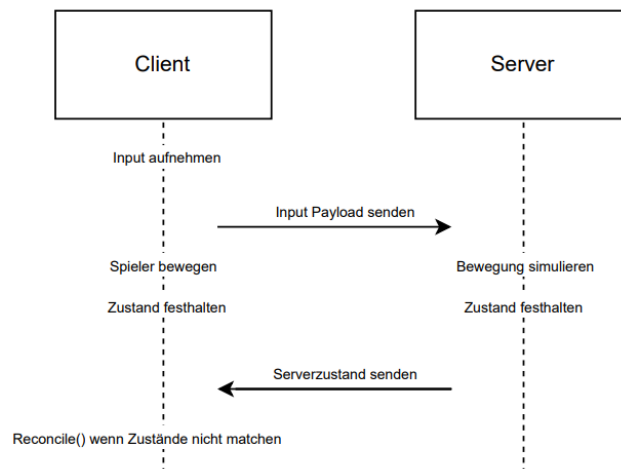 Client
Server
Input aufnehmen
Input Payload senden
Spieler bewegen
Bewegung simulieren
Zustand festhalten
Zustand festhalten
Serverzustand senden
Reconcile() wenn Zustände nicht matchen